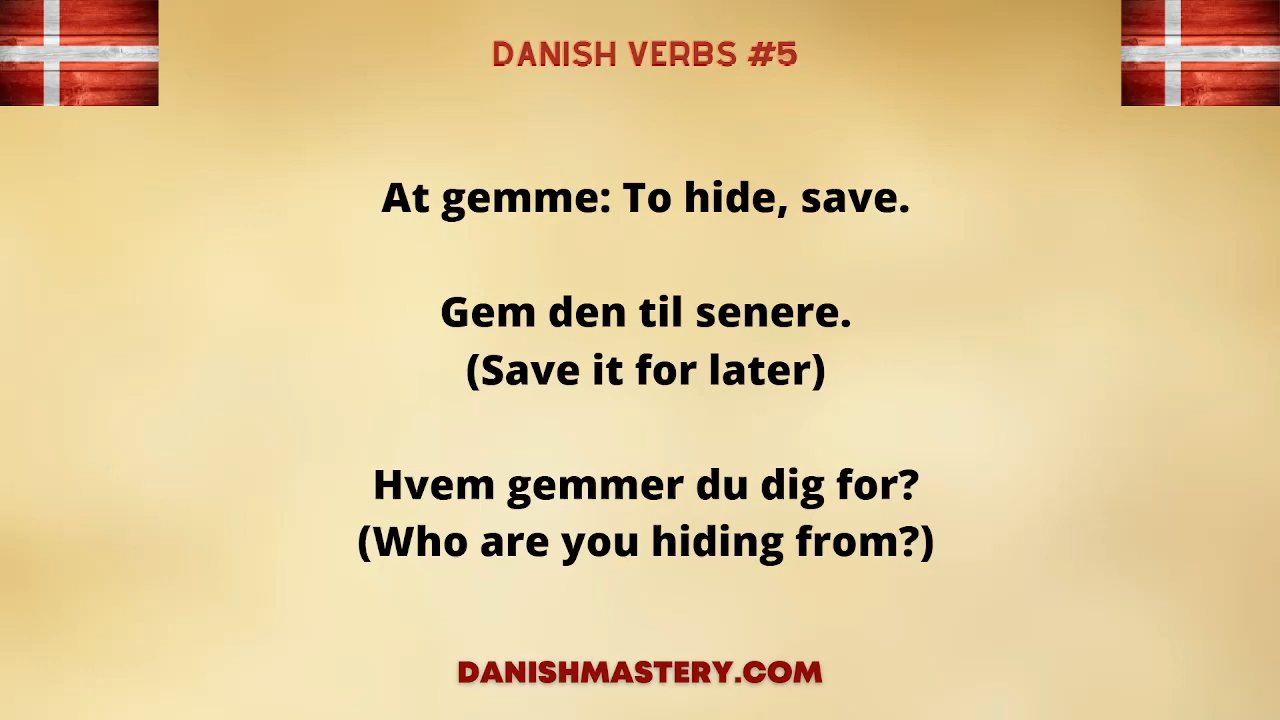 DANISH VERBS #5
At gemme: To hide, save.
Gem den til senere.
(Save it for later)
Hvem gemmer du dig for?
(Who are you hiding from?)
DANISHMASTERY.COM